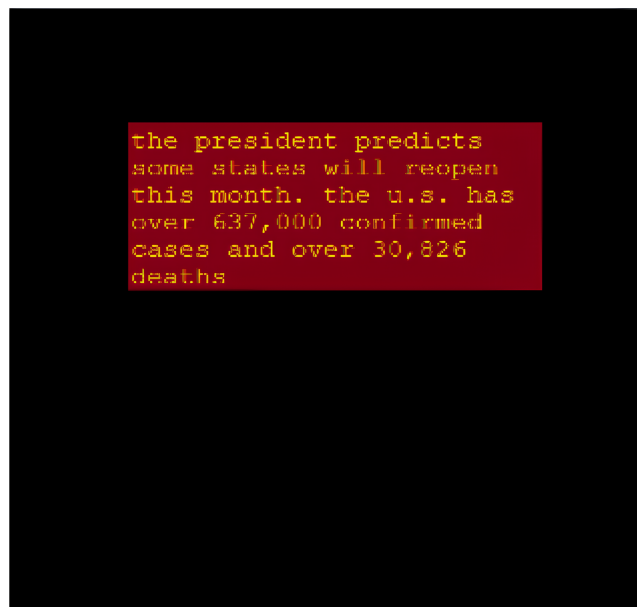 the president predicts
some states will reopen
this month. the u.s. has
over 637,000 confirmed
cases and over 30,826
deaths